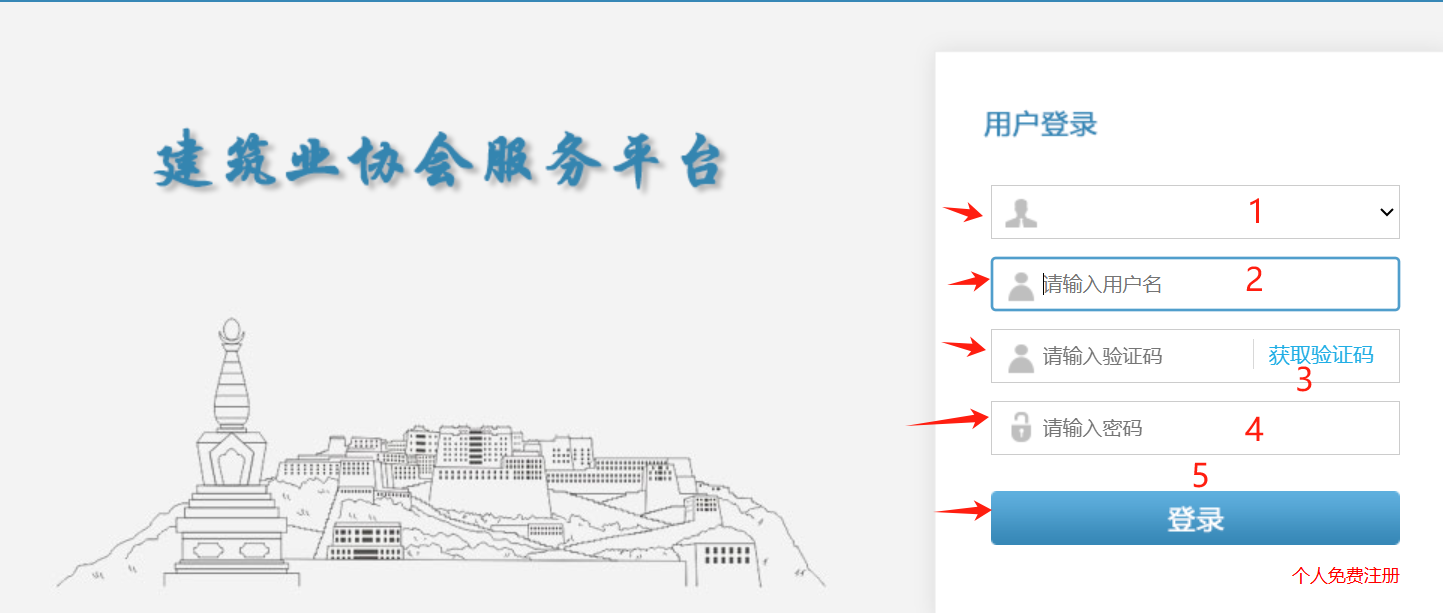 建筑业协会服务平台
用户登录
1
请输入用户名 2
请输入验证码 获取验证码
3
请输入密码 4
5
登录
个人免费注册